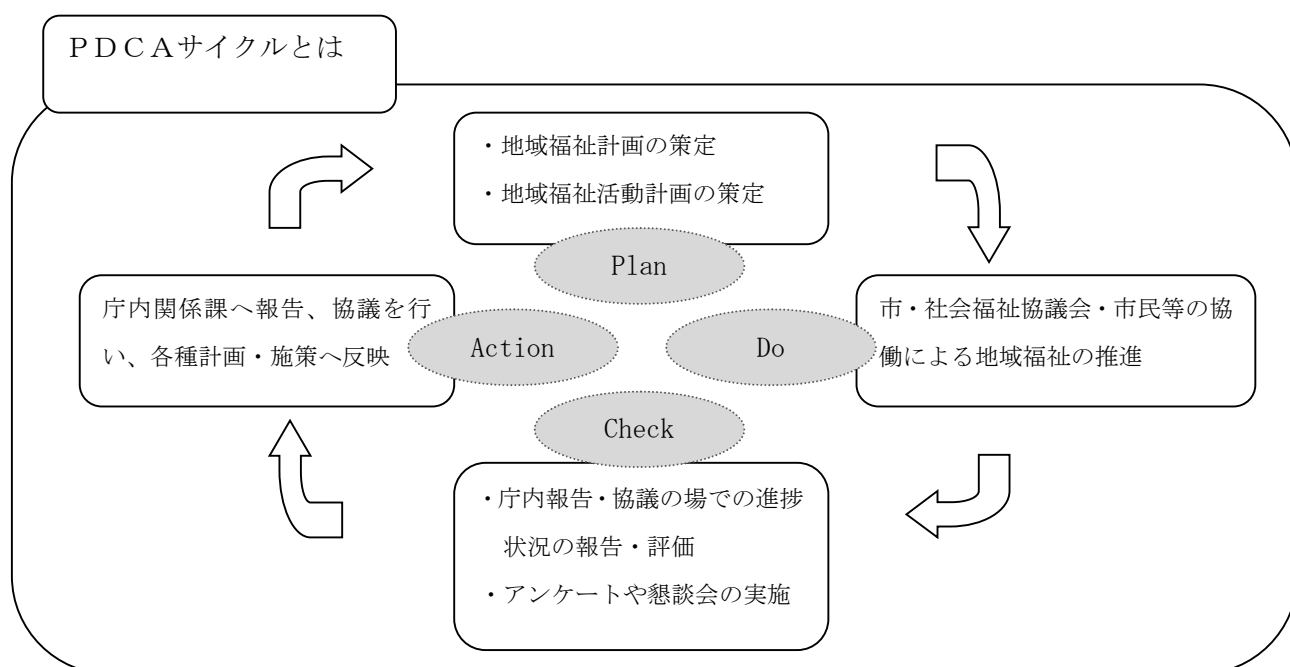 ＰＤＣＡサイクルとは
・地域福祉計画の策定
・地域福祉活動計画の策定
Plan
市・社会福祉協議会・市民等の協
働による地域福祉の推進
Do
Check
・庁内報告・協議の場での進捗
状況の報告・評価
・アンケートや懇談会の実施
庁内関係課へ報告、協議を行
い、各種計画・施策へ反映
Action